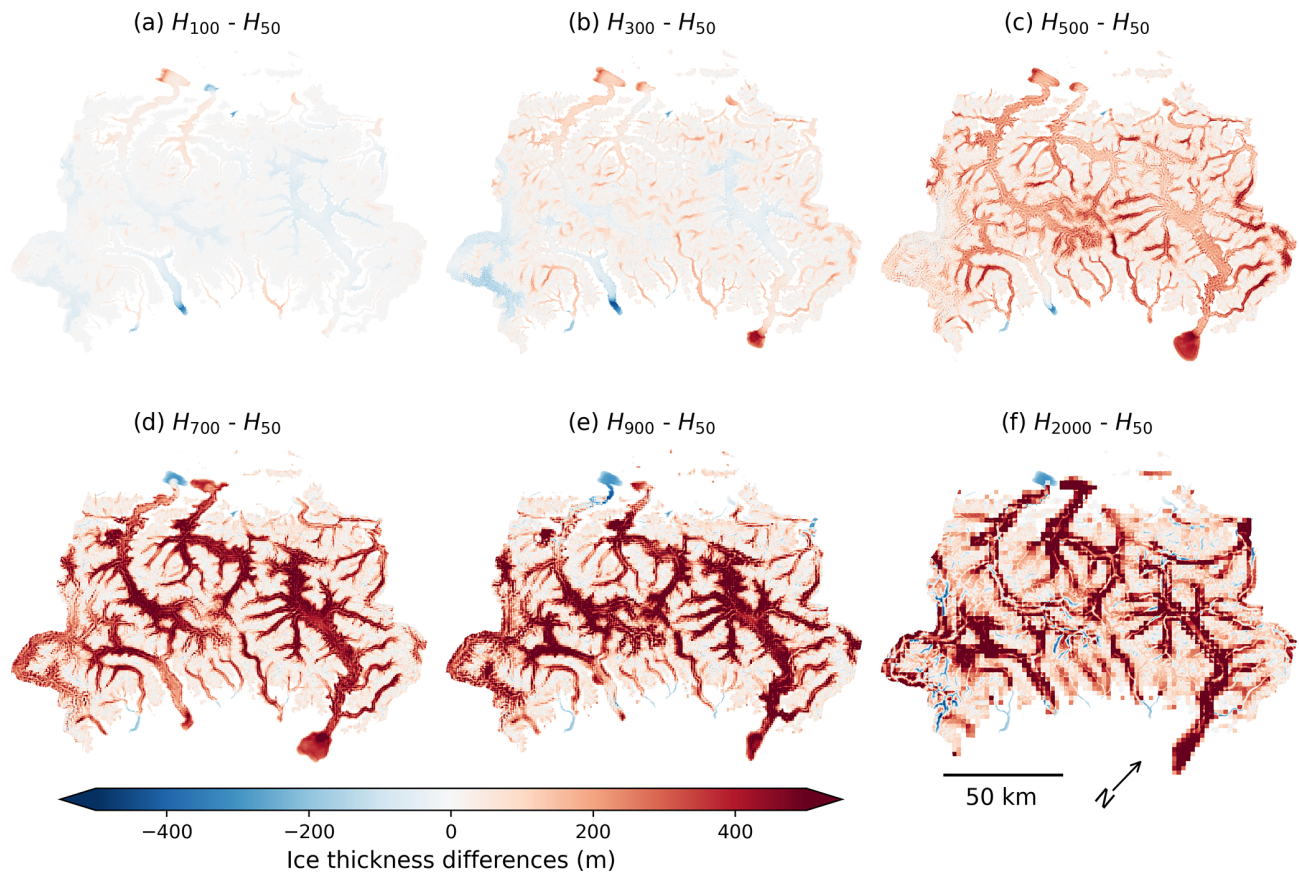 (a) H₁₀₀ - H₅₀
(b) H₃₀₀ - H₅₀
(c) H₅₀₀ - H₅₀
(d) H₇₀₀ - H₅₀
(e) H₉₀₀ - H₅₀
(f) H₂₀₀₀ - H₅₀
50 km
N
−400 −200 0 200 400
Ice thickness differences (m)